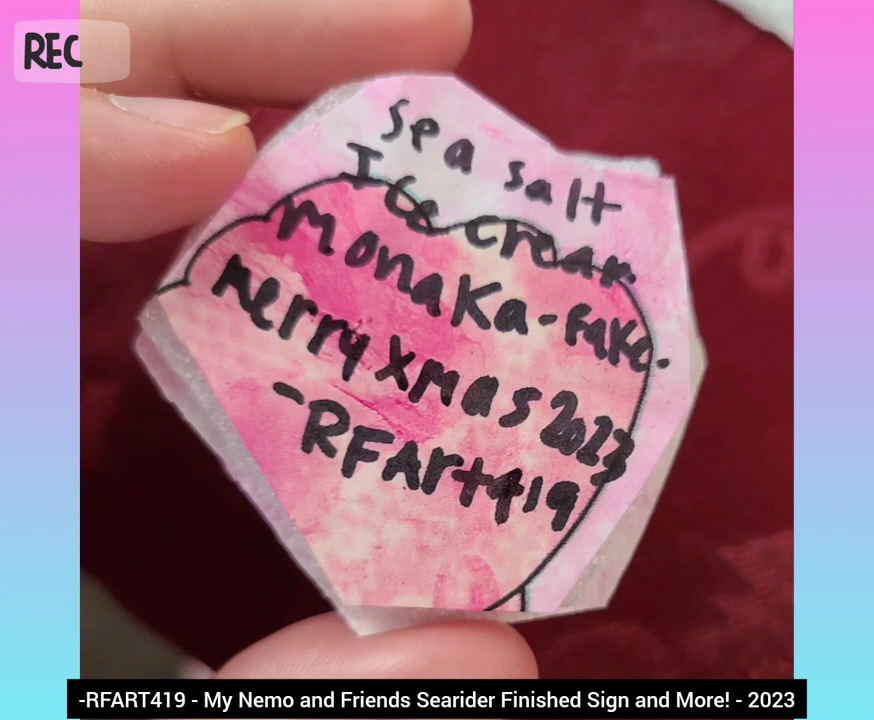 REC
Sea salt
Ice cream
monaka-fake.
merry xmas 2023
-RFArt419
-RFART419 - My Nemo and Friends Searider Finished Sign and More! - 2023